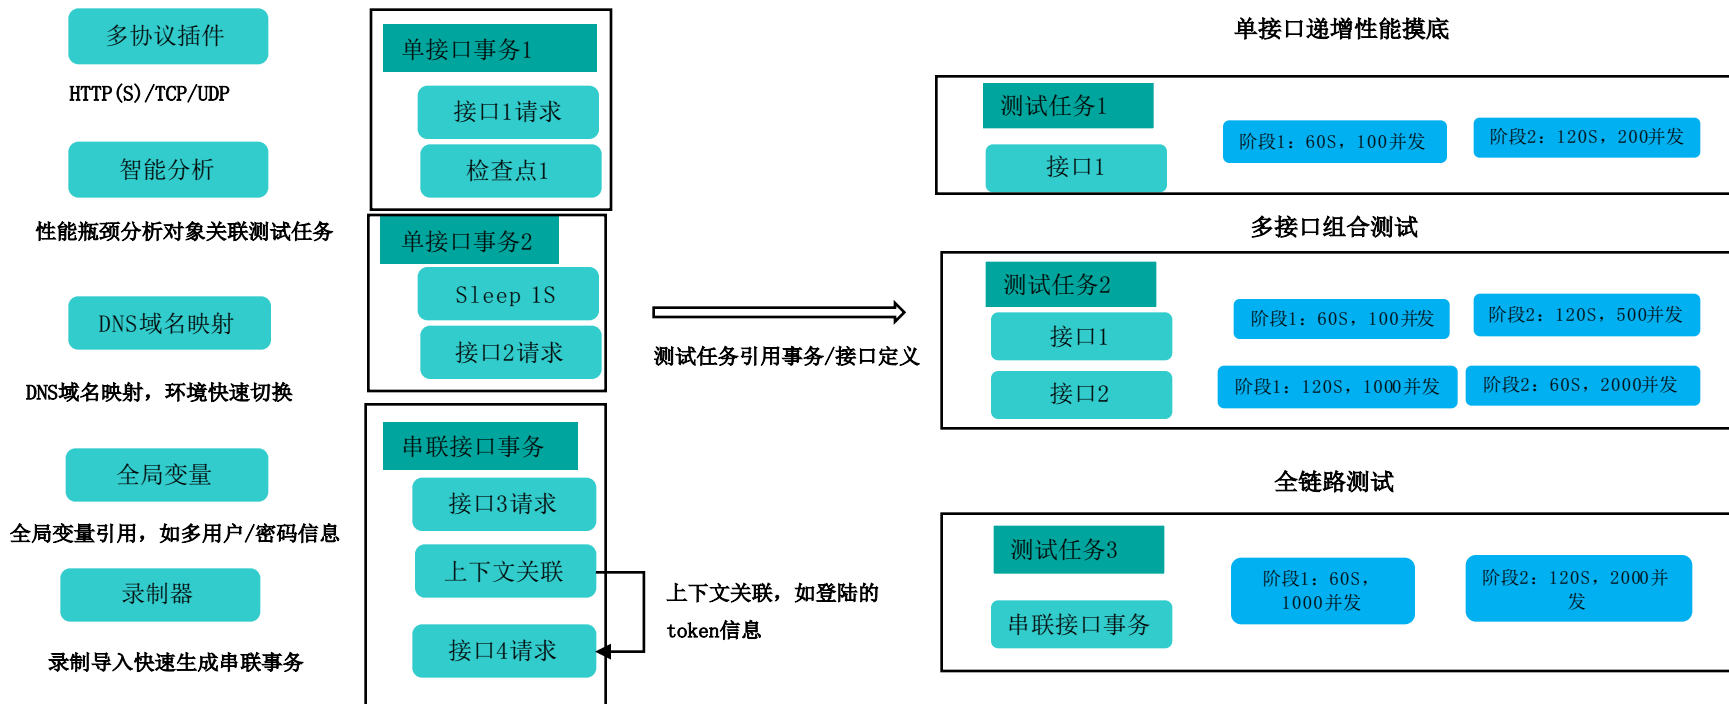 多协议插件
HTTP(S)/TCP/UDP
智能分析
性能瓶颈分析对象关联测试任务
DNS域名映射
DNS域名映射，环境快速切换
全局变量
全局变量引用，如多用户/密码信息
录制器
录制导入快速生成串联事务
单接口事务1
接口1请求
检查点1
单接口事务2
Sleep 1S
接口2请求
串联接口事务
接口3请求
上下文关联
接口4请求
上下文关联，如登陆的
token信息
测试任务引用事务/接口定义
单接口递增性能摸底
测试任务1
接口1
阶段1：60S，100并发
阶段2：120S，200并发
多接口组合测试
测试任务2
接口1
阶段1：60S，100并发
阶段2：120S，500并发
接口2
阶段1：120S，1000并发
阶段2：60S，2000并发
全链路测试
测试任务3
串联接口事务
阶段1：60S，
1000并发
阶段2：120S，2000并
发